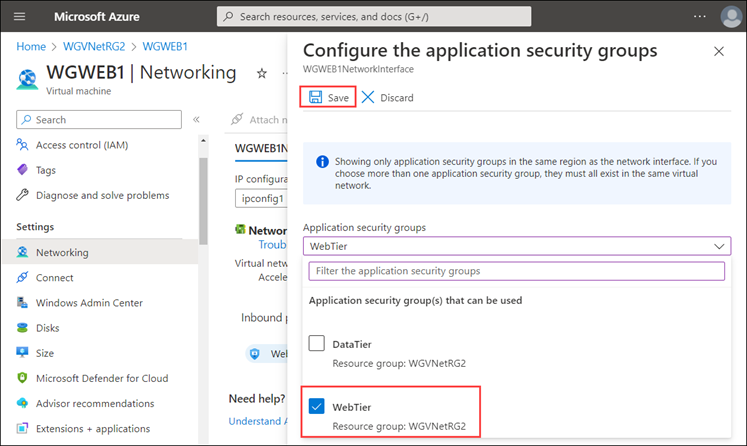 Microsoft Azure
Search resources, services, and docs (G+/)
Home > WGVNetRG2 > WGWEB1
WGWEB1 | Networking
Virtual machine
Search
Access control (IAM)
Tags
Diagnose and solve problems
Settings
Networking
Connect
Windows Admin Center
Disks
Size
Microsoft Defender for Cloud
Advisor recommendations
Extensions + applications
Attach n
WGWEB1N
IP configura
ipconfig1
Networ
Troub
Virtual netw
Accele
Inbound p
We
Need help?
Understand A
Configure the application security groups
WGWEB1NetworkInterface
Save
Discard
Showing only application security groups in the same region as the network interface. If you
choose more than one application security group, they must all exist in the same virtual
network.
Application security groups
WebTier
Filter the application security groups
Application security group(s) that can be used
DataTier
Resource group: WGVNetRG2
WebTier
Resource group: WGVNetRG2